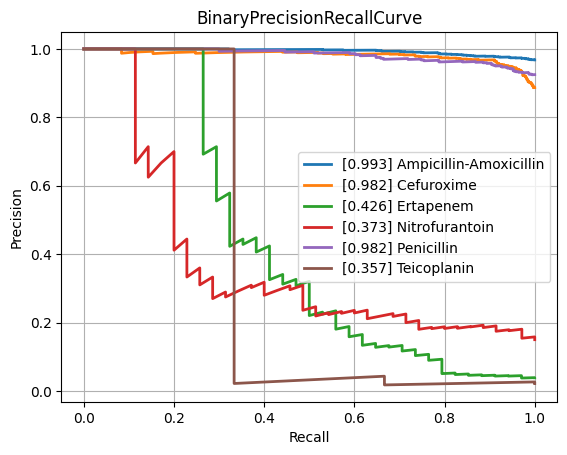 BinaryPrecisionRecallCurve
1.0
0.8
0.6
0.4
0.2
0.0
Precision
[0.993] Ampicillin-Amoxicillin
[0.982] Cefuroxime
[0.426] Ertapenem
[0.373] Nitrofurantoin
[0.982] Penicillin
[0.357] Teicoplanin
0.0 0.2 0.4 0.6 0.8 1.0
Recall